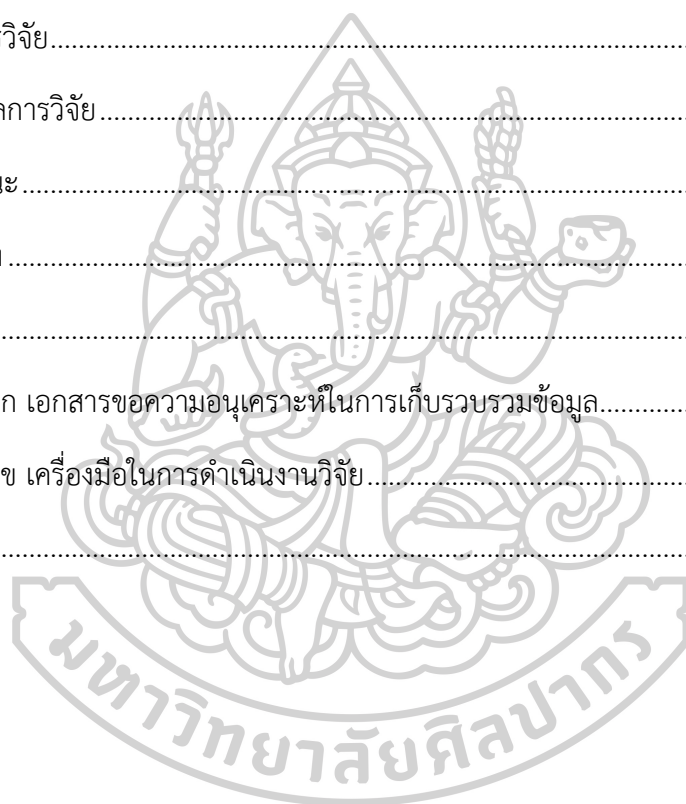 รวิจัย
ลการวิจัย
นะ
ก เอกสารขอความอนุเคราะห์ในการเก็บรวบรวมข้อมูล
ข เครื่องมือในการดำเนินงานวิจัย
มหาวิทยาลัยศิลปากร